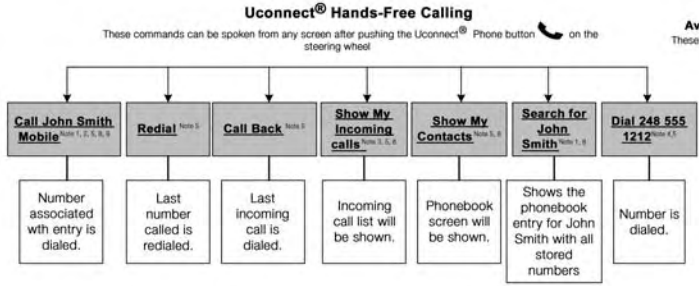 Uconnect® Hands-Free Calling
These commands can be spoken from any screen after pushing the Uconnect® Phone button on the
steering wheel
Av
These
Call John Smith
Mobile Note 1, 2, 5, 8, 9
Redial Note 5
Call Back Note 5
Show My
Incoming
calls Note 3, 5, 6
Show My
Contacts Note 5, 6
Search for
John
Smith Note 1, 8
Dial 248 555
1212 Note 4,5
Number
associated
wth entry is
dialed.
Last
number
called is
redialed.
Last
incoming
call is
dialed.
Incoming
call list will
be shown.
Phonebook
screen will
be shown.
Shows the
phonebook
entry for John
Smith with all
stored
numbers
Number is
dialed.